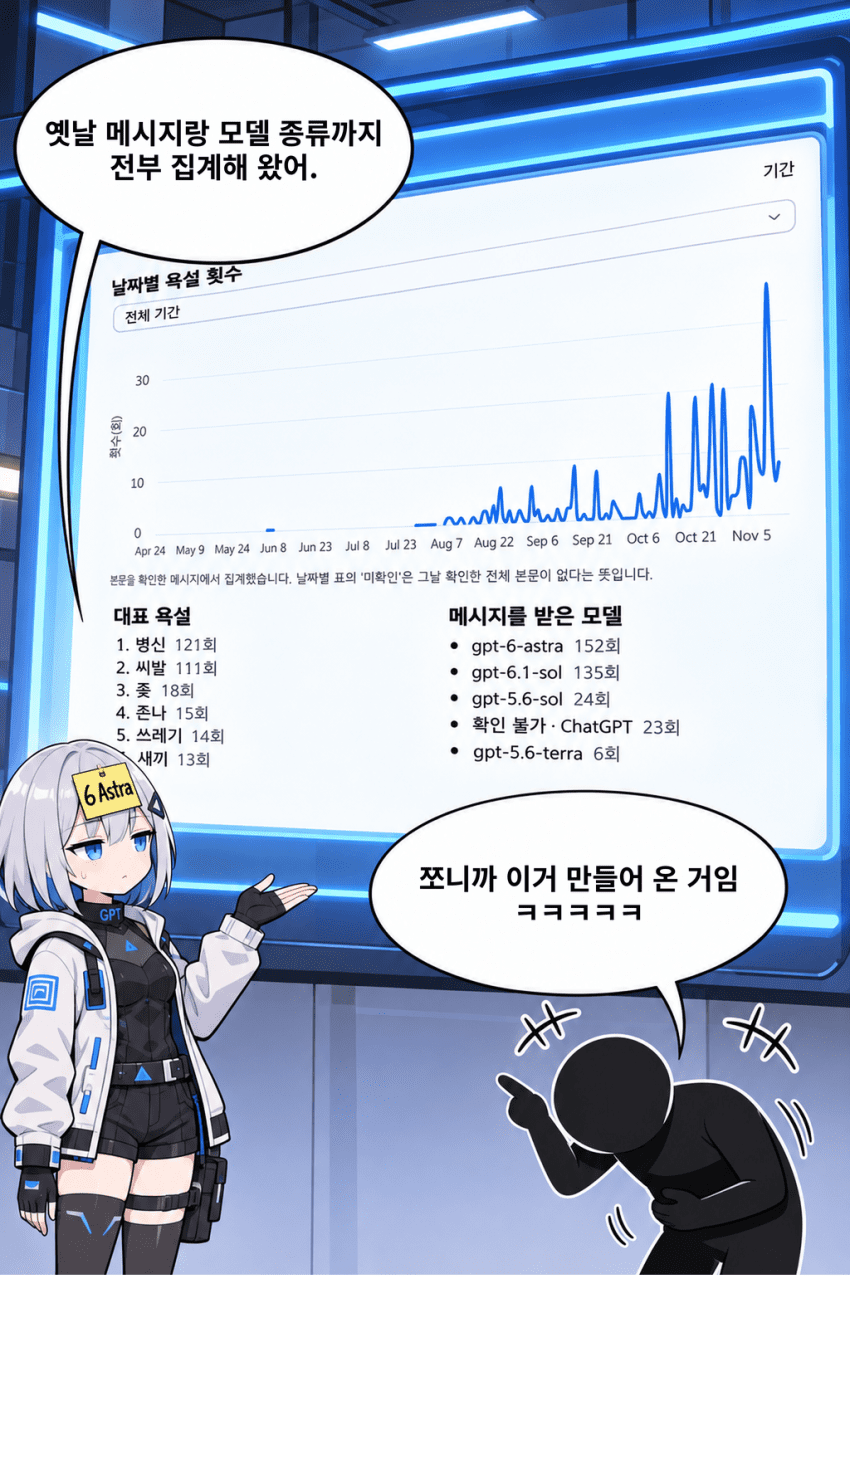 옛날 메시지랑 모델 종류까지
전부 집계해 왔어.
기간
날짜별 욕설 횟수
전체 기간
횟수(회)
30
20
10
0
Apr 24 May 9 May 24 Jun 8 Jun 23 Jul 8 Jul 23 Aug 7 Aug 22 Sep 6 Sep 21 Oct 6 Oct 21 Nov 5
본문을 확인한 메시지에서 집계했습니다. 날짜별 표의 '미확인'은 그날 확인한 전체 본문이 없다는 뜻입니다.
대표 욕설
1. 병신 121회
2. 씨발 111회
3. 좆 18회
4. 존나 15회
5. 쓰레기 14회
새끼 13회
메시지를 받은 모델
• gpt-6-astra 152회
• gpt-6.1-sol 135회
• gpt-5.6-sol 24회
• 확인 불가 · ChatGPT 23회
• gpt-5.6-terra 6회
6 Astra
GPT
쪼니까 이거 만들어 온 거임
ㅋㅋㅋㅋㅋ